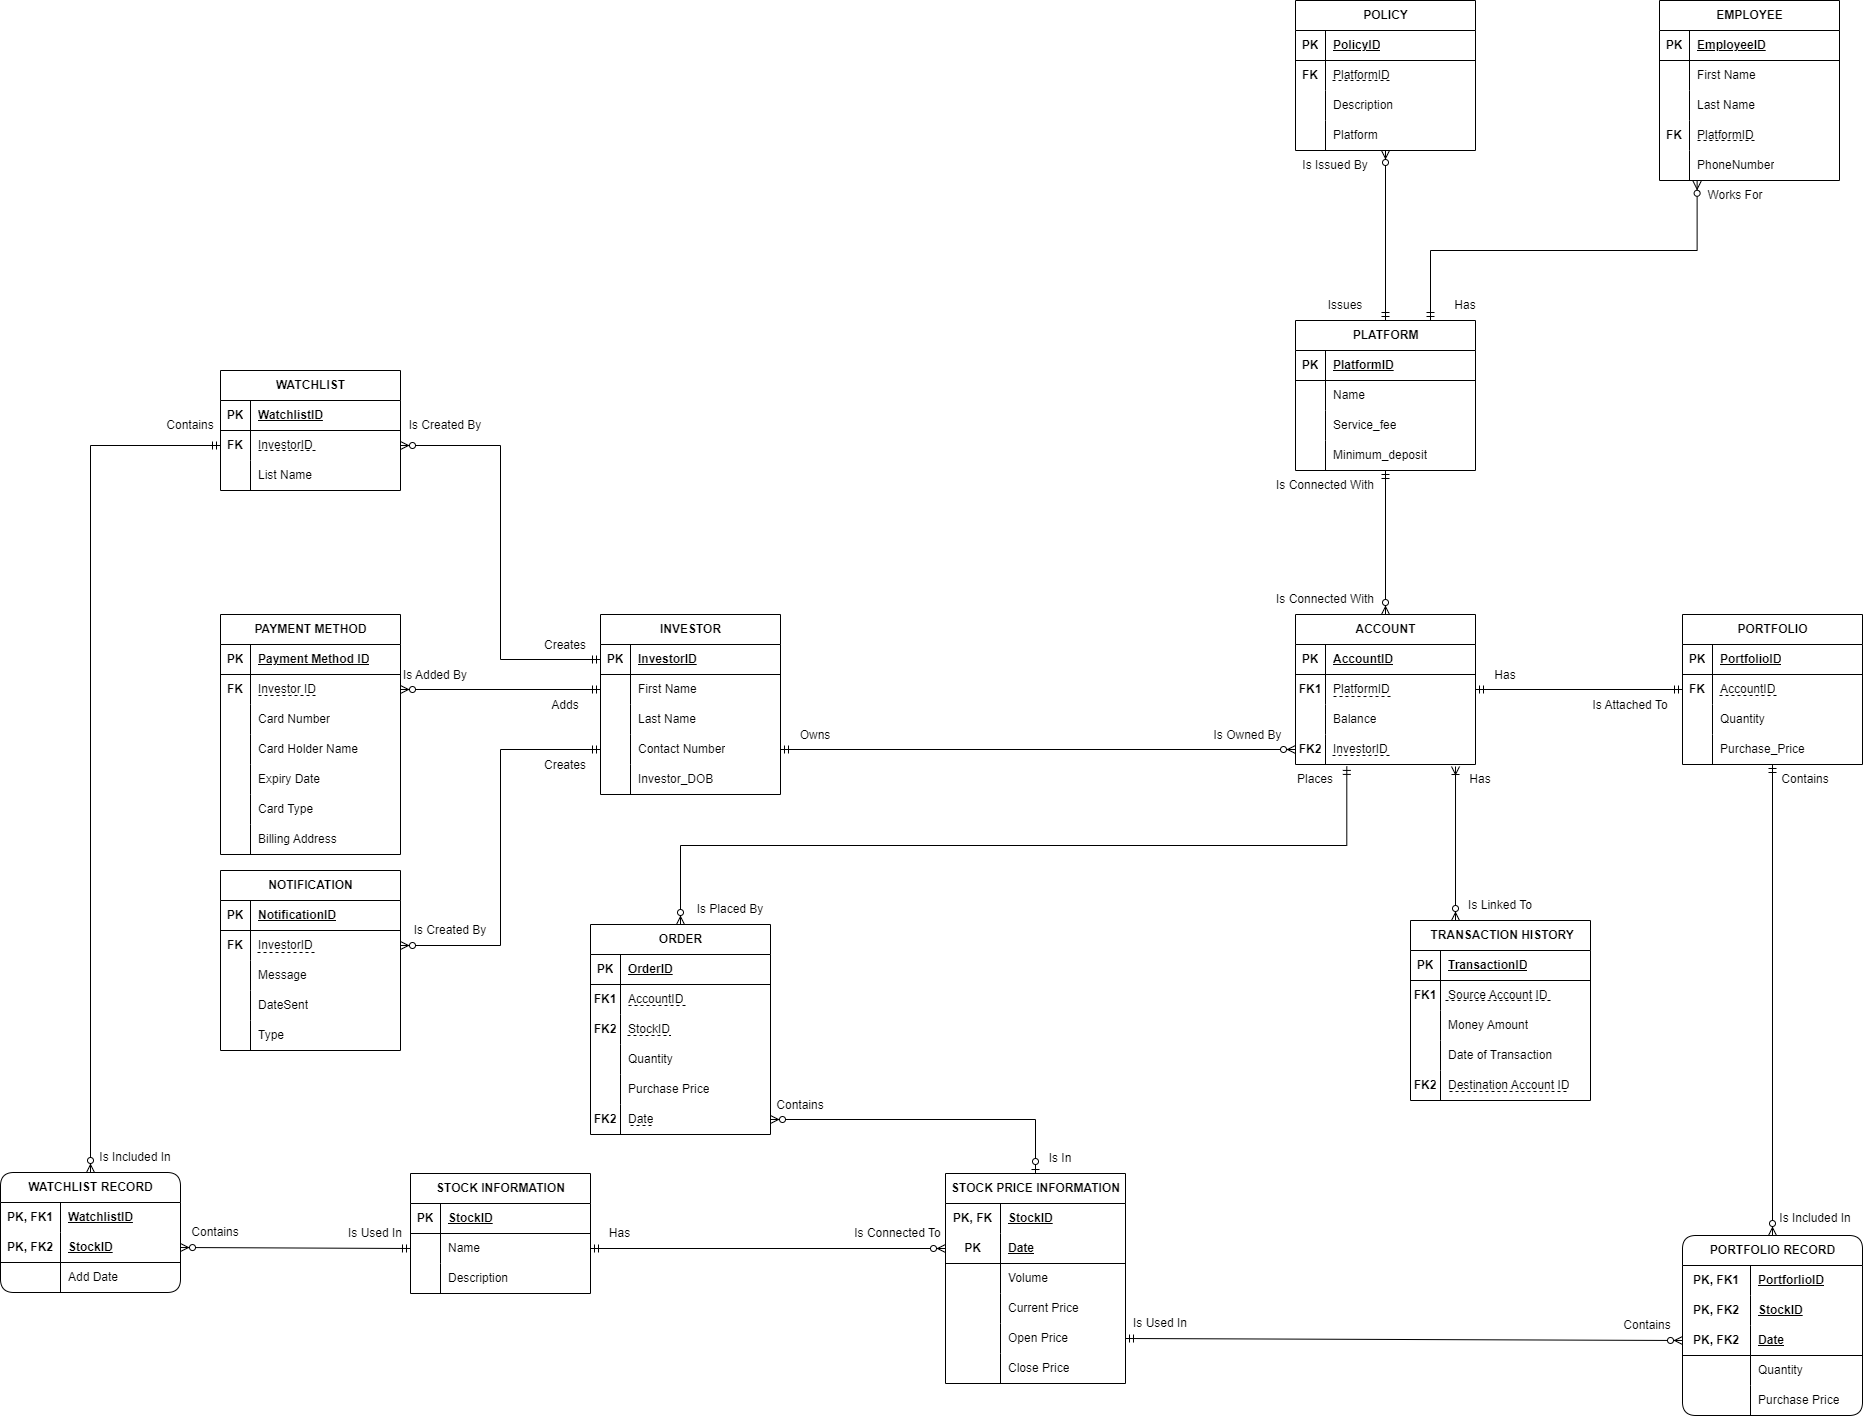 POLICY
PK PolicyID
FK PlatformID
Description
Platform
Is Issued By
EMPLOYEE
PK EmployeeID
First Name
Last Name
FK PlatformID
PhoneNumber
Works For
Issues
Has
PLATFORM
PK PlatformID
Name
Service_fee
Minimum_deposit
Is Connected With
Is Connected With
WATCHLIST
PK WatchlistID
FK InvestorID
List Name
Contains
Is Created By
PAYMENT METHOD
PK Payment Method ID
FK Investor ID
Card Number
Card Holder Name
Expiry Date
Card Type
Billing Address
Is Added By
Creates
Adds
Creates
INVESTOR
PK InvestorID
First Name
Last Name
Contact Number
Investor_DOB
Owns
Is Owned By
ACCOUNT
PK AccountID
FK1 PlatformID
Balance
FK2 InvestorID
Has
Is Attached To
Places
Has
PORTFOLIO
PK PortfolioID
FK AccountID
Quantity
Purchase_Price
Contains
NOTIFICATION
PK NotificationID
FK InvestorID
Message
DateSent
Type
Is Created By
Is Placed By
ORDER
PK OrderID
FK1 AccountID
FK2 StockID
Quantity
Purchase Price
FK2 Date
Contains
Is Linked To
TRANSACTION HISTORY
PK TransactionID
FK1 Source Account ID
Money Amount
Date of Transaction
FK2 Destination Account ID
Is Included In
WATCHLIST RECORD
PK, FK1 WatchlistID
PK, FK2 StockID
Add Date
Contains
Is Used In
STOCK INFORMATION
PK StockID
Name
Description
Has
Is Connected To
Is In
STOCK PRICE INFORMATION
PK, FK StockID
PK Date
Volume
Current Price
Open Price
Close Price
Is Used In
Contains
Is Included In
PORTFOLIO RECORD
PK, FK1 PortforlioID
PK, FK2 StockID
PK, FK2 Date
Quantity
Purchase Price